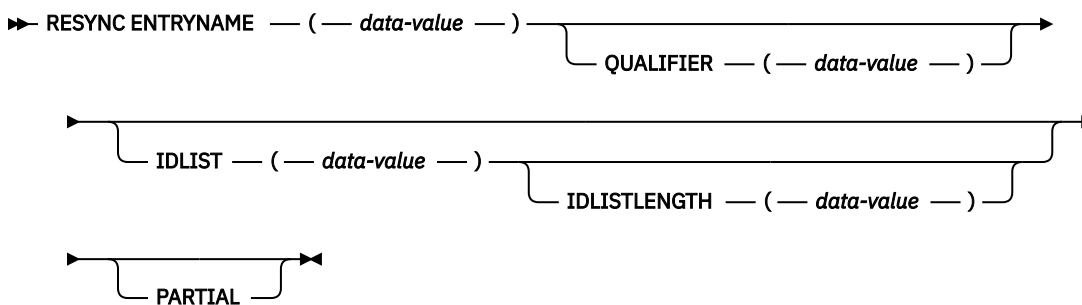 RESYNC ENTRYNAME ( data-value )
QUALIFIER ( data-value )
IDLIST ( data-value )
IDLISTLENGTH ( data-value )
PARTIAL